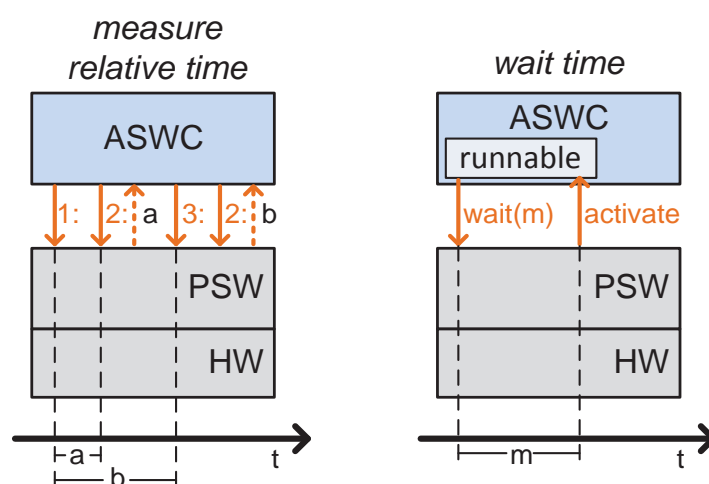 measure
relative time
ASWC
1: 2: a 3: 2: b
PSW
HW
t
a
b
wait time
ASWC
runnable
wait(m) activate
PSW
HW
t
m